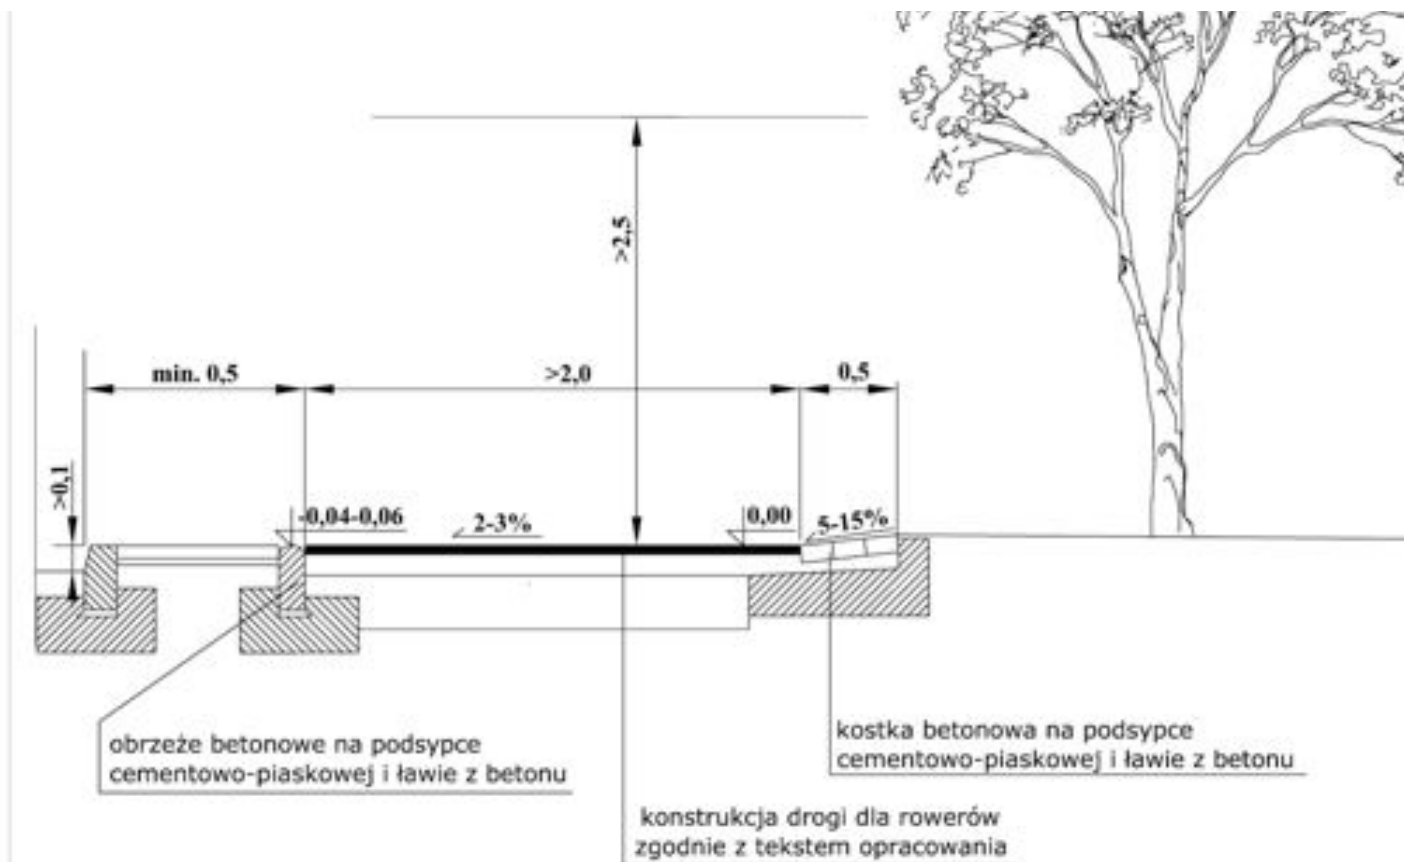 >2,5
min. 0,5
>2,0
0,5
>0,1
-0,04-0,06
2-3%
0,00
5-15%
obrzeże betonowe na podsypce
cementowo-piaskowej i ławie z betonu
kostka betonowa na podsypce
cementowo-piaskowej i ławie z betonu
konstrukcja drogi dla rowerów
zgodnie z tekstem opracowania